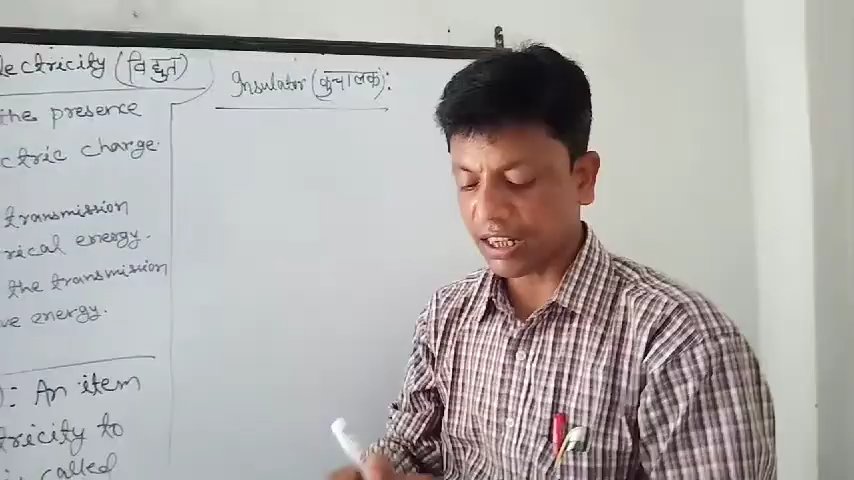 lectricity (विद्युत)
the presence
ctric charge.
transmission
rical energy.
the transmission
ve energy.
): An item
tricity to
is called
Insulator (कुचालक):